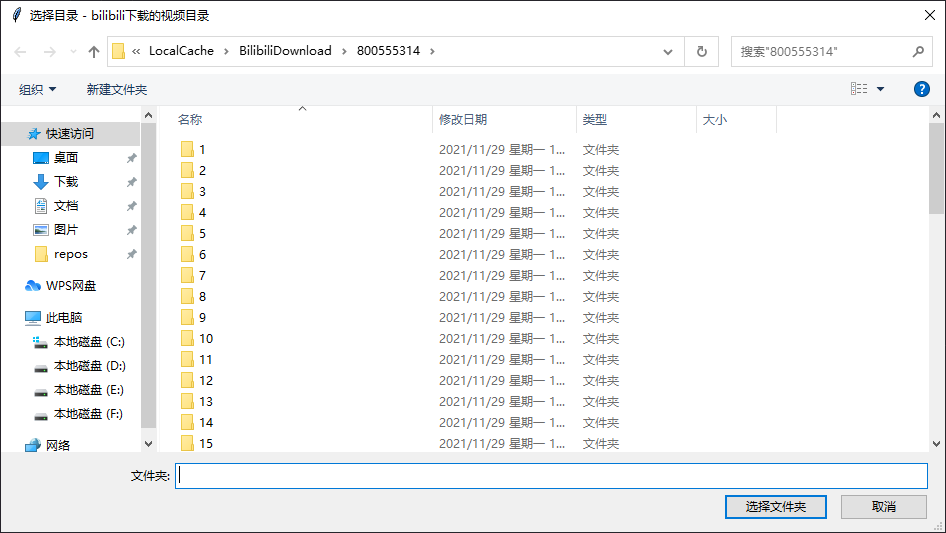 选择目录 - bilibili下载的视频目录
« LocalCache › BilibiliDownload › 800555314 ›
搜索"800555314"
组织 新建文件夹
名称 修改日期 类型 大小
快速访问
桌面
下载
文档
图片
repos
WPS网盘
此电脑
本地磁盘 (C:)
本地磁盘 (D:)
本地磁盘 (E:)
本地磁盘 (F:)
网络
1 2021/11/29 星期一 1... 文件夹
2 2021/11/29 星期一 1... 文件夹
3 2021/11/29 星期一 1... 文件夹
4 2021/11/29 星期一 1... 文件夹
5 2021/11/29 星期一 1... 文件夹
6 2021/11/29 星期一 1... 文件夹
7 2021/11/29 星期一 1... 文件夹
8 2021/11/29 星期一 1... 文件夹
9 2021/11/29 星期一 1... 文件夹
10 2021/11/29 星期一 1... 文件夹
11 2021/11/29 星期一 1... 文件夹
12 2021/11/29 星期一 1... 文件夹
13 2021/11/29 星期一 1... 文件夹
14 2021/11/29 星期一 1... 文件夹
15 2021/11/29 星期一 1... 文件夹
文件夹:
选择文件夹 取消